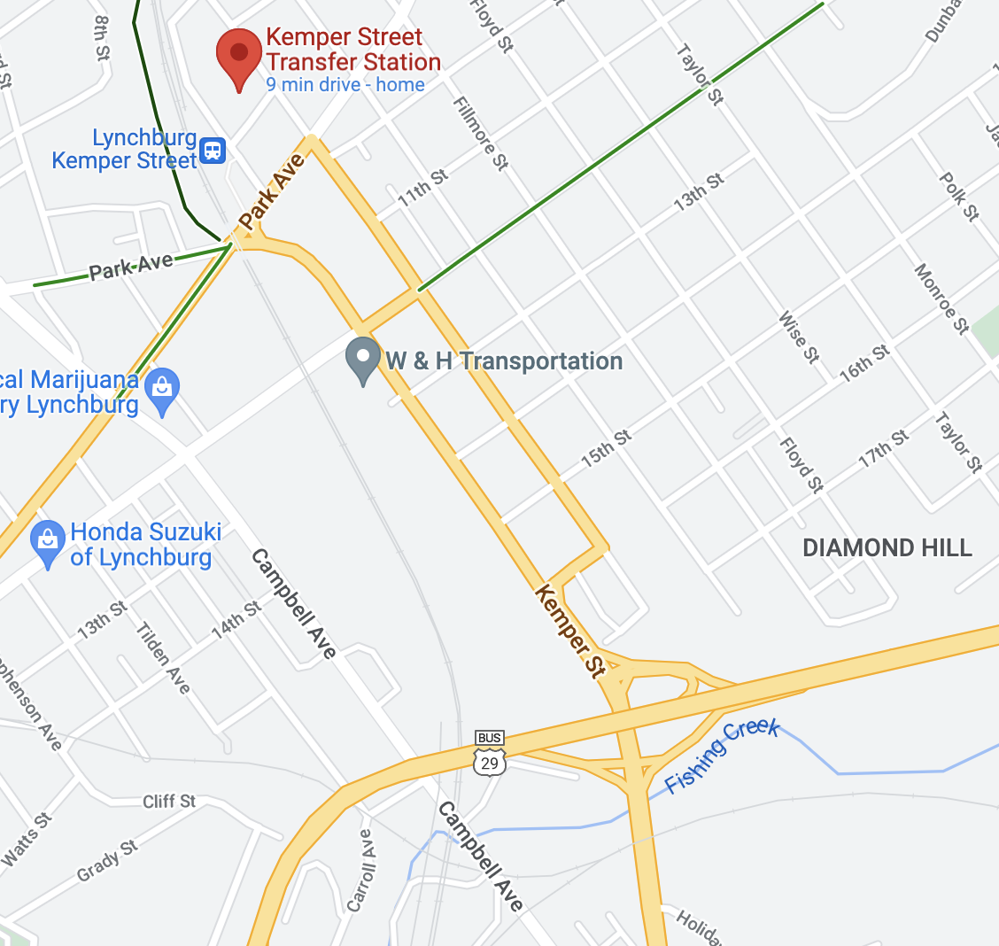 8th St
Kemper Street
Transfer Station
9 min drive - home
Floyd St
Taylor St
Fillmore St
Lynchburg
Kemper Street
Park Ave
11th St
13th St
Polk St
Park Ave
Monroe St
Wise St
W & H Transportation
16th St
cal Marijuana
ry Lynchburg
15th St
17th St
Taylor St
Floyd St
Honda Suzuki
of Lynchburg
DIAMOND HILL
Campbell Ave
Kemper St
13th St
14th St
Tilden Ave
phenson Ave
BUS
29
Fishing Creek
Cliff St
Watts St
Grady St
Carroll Ave
Campbell Ave